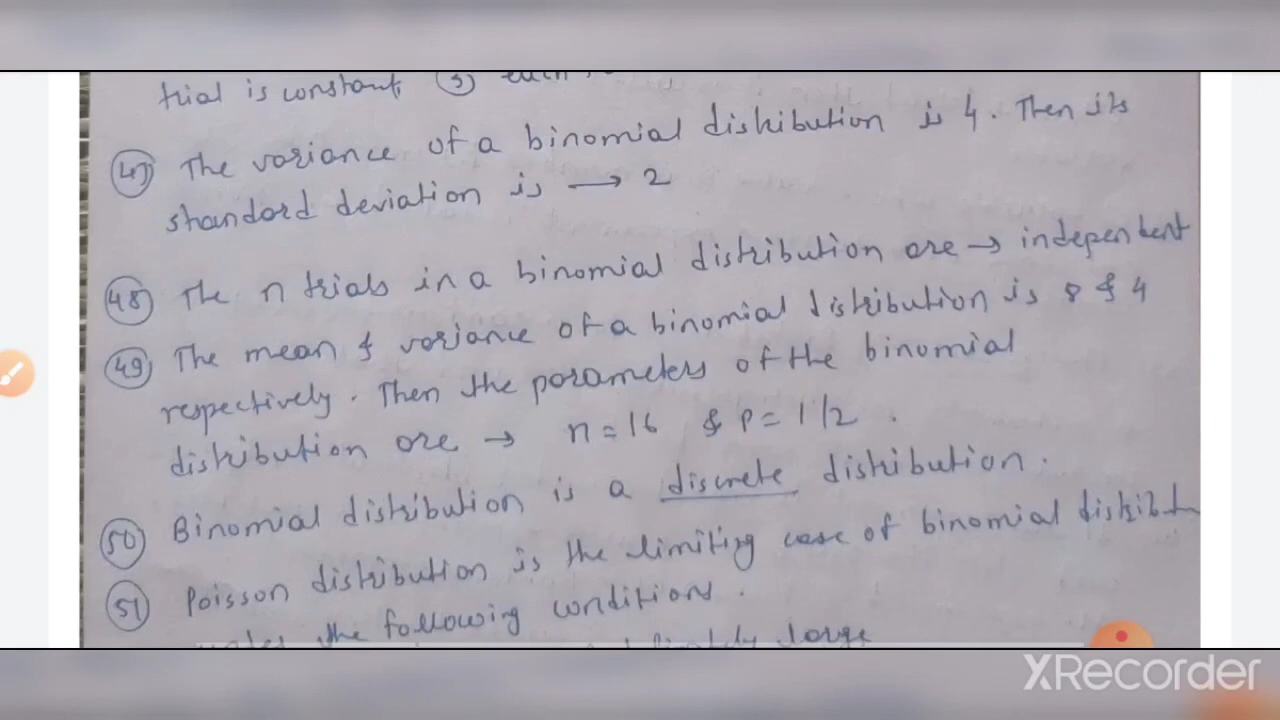 trial is constant, ③
④⑦ The variance of a binomial distribution is 4. Then its
standard deviation is → 2
④⑧ The n trials in a binomial distribution are → independent
④⑨ The mean & variance of a binomial distribution is 8 & 4
respectively. Then the parameters of the binomial
distribution are → n = 16 & P = 1/2.
⑤⓪ Binomial distribution is a discrete distribution.
⑤① Poisson distribution is the limiting case of binomial
the following conditions.
large
XRecorder